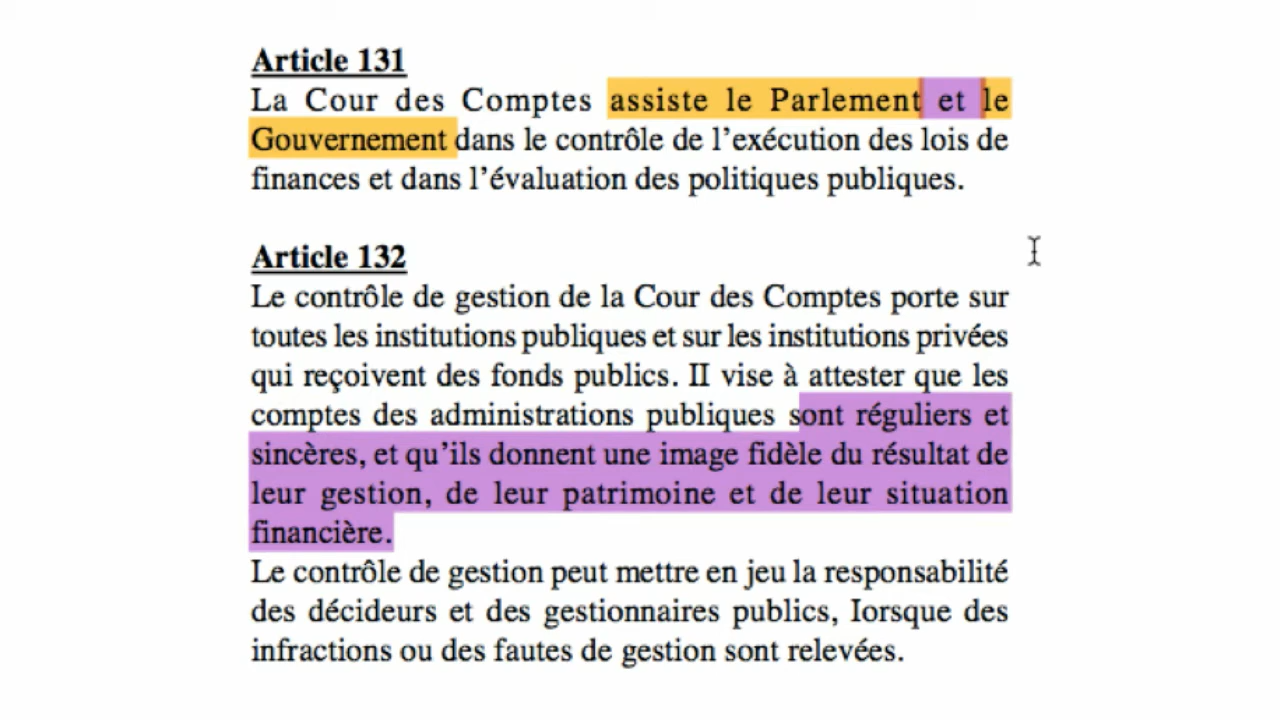 Article 131
La Cour des Comptes assiste le Parlement et le
Gouvernement dans le contrôle de l’exécution des lois de
finances et dans l’évaluation des politiques publiques.
Article 132
Le contrôle de gestion de la Cour des Comptes porte sur
toutes les institutions publiques et sur les institutions privées
qui reçoivent des fonds publics. II vise à attester que les
comptes des administrations publiques sont réguliers et
sincères, et qu’ils donnent une image fidèle du résultat de
leur gestion, de leur patrimoine et de leur situation
financière.
Le contrôle de gestion peut mettre en jeu la responsabilité
des décideurs et des gestionnaires publics, Iorsque des
infractions ou des fautes de gestion sont relevées.